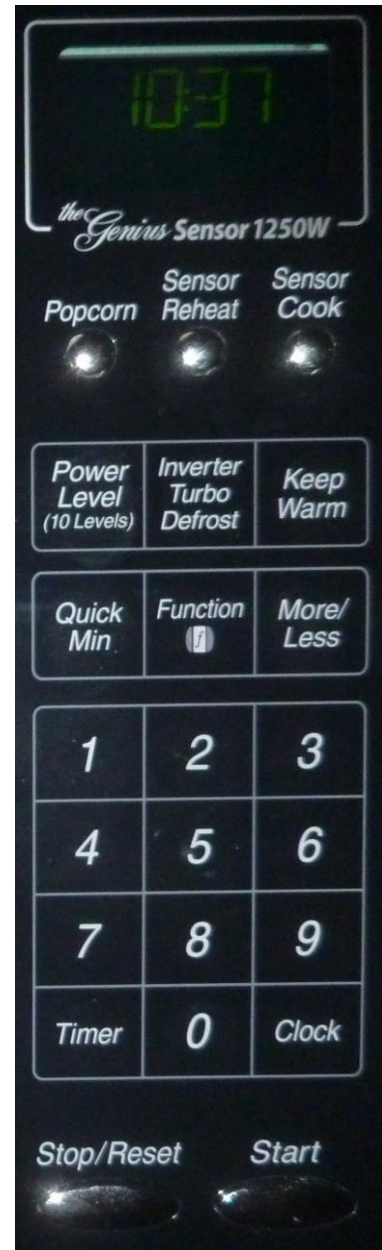 10:37
the Genius Sensor 1250W
Popcorn
Sensor Reheat
Sensor Cook
Power
Level
(10 Levels)
Inverter
Turbo
Defrost
Keep
Warm
Quick
Min
Function
f
More/
Less
1 2 3
4 5 6
7 8 9
Timer 0 Clock
Stop/Reset Start